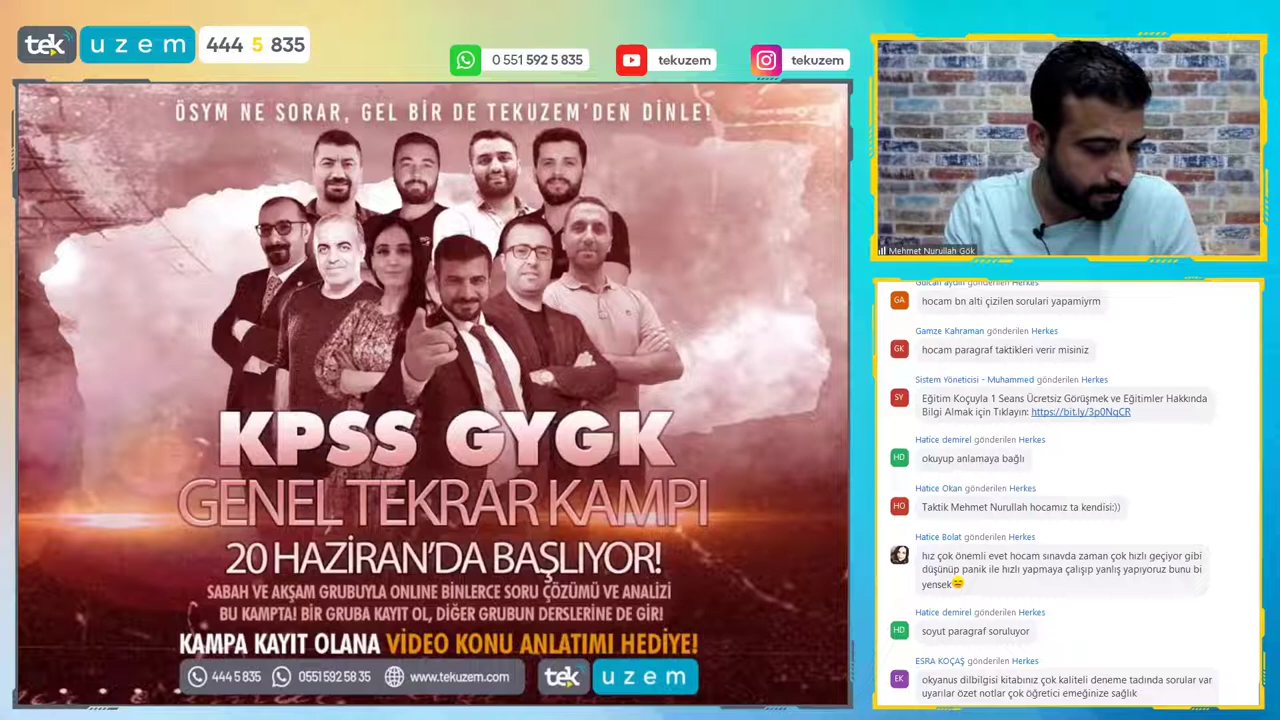 tek uzem 444 5 835
0 551 592 5 835
tekuzem
tekuzem
ÖSYM NE SORAR, GEL BİR DE TEKUZEM'DEN DİNLE!
KPSS GYGK
GENEL TEKRAR KAMPI
20 HAZİRAN'DA BAŞLIYOR!
SABAH VE AKŞAM GRUBUYLA ONLINE BİNLERCE SORU ÇÖZÜMÜ VE ANALİZİ
BU KAMPTA! BİR GRUBA KAYIT OL, DİĞER GRUBUN DERSLERİNE DE GİR!
KAMPA KAYIT OLANA VİDEO KONU ANLATIMI HEDİYE!
444 5 835 0551 592 58 35 www.tekuzem.com tek uzem
Mehmet Nurullah Gök
Gülcan aydın gönderilen Herkes
GA
hocam bn alti çizilen sorulari yapamiyrm
Gamze Kahraman gönderilen Herkes
GK
hocam paragraf taktikleri verir misiniz
Sistem Yöneticisi - Muhammed gönderilen Herkes
SY
Eğitim Koçuyla 1 Seans Ücretsiz Görüşmek ve Eğitimler Hakkında
Bilgi Almak için Tıklayın: https://bit.ly/3p0NqCR
Hatice demirel gönderilen Herkes
HD
okuyup anlamaya bağlı
Hatice Okan gönderilen Herkes
HO
Taktik Mehmet Nurullah hocamız ta kendisi:))
Hatice Bolat gönderilen Herkes
hız çok önemli evet hocam sınavda zaman çok hızlı geçiyor gibi
düşünüp panik ile hızlı yapmaya çalışıp yanlış yapıyoruz bunu bi
yensek😅
Hatice demirel gönderilen Herkes
HD
soyut paragraf soruluyor
ESRA KOÇAŞ gönderilen Herkes
EK
okyanus dilbilgisi kitabınız çok kaliteli deneme tadında sorular var
uyarılar özet notlar çok öğretici emeğinize sağlık